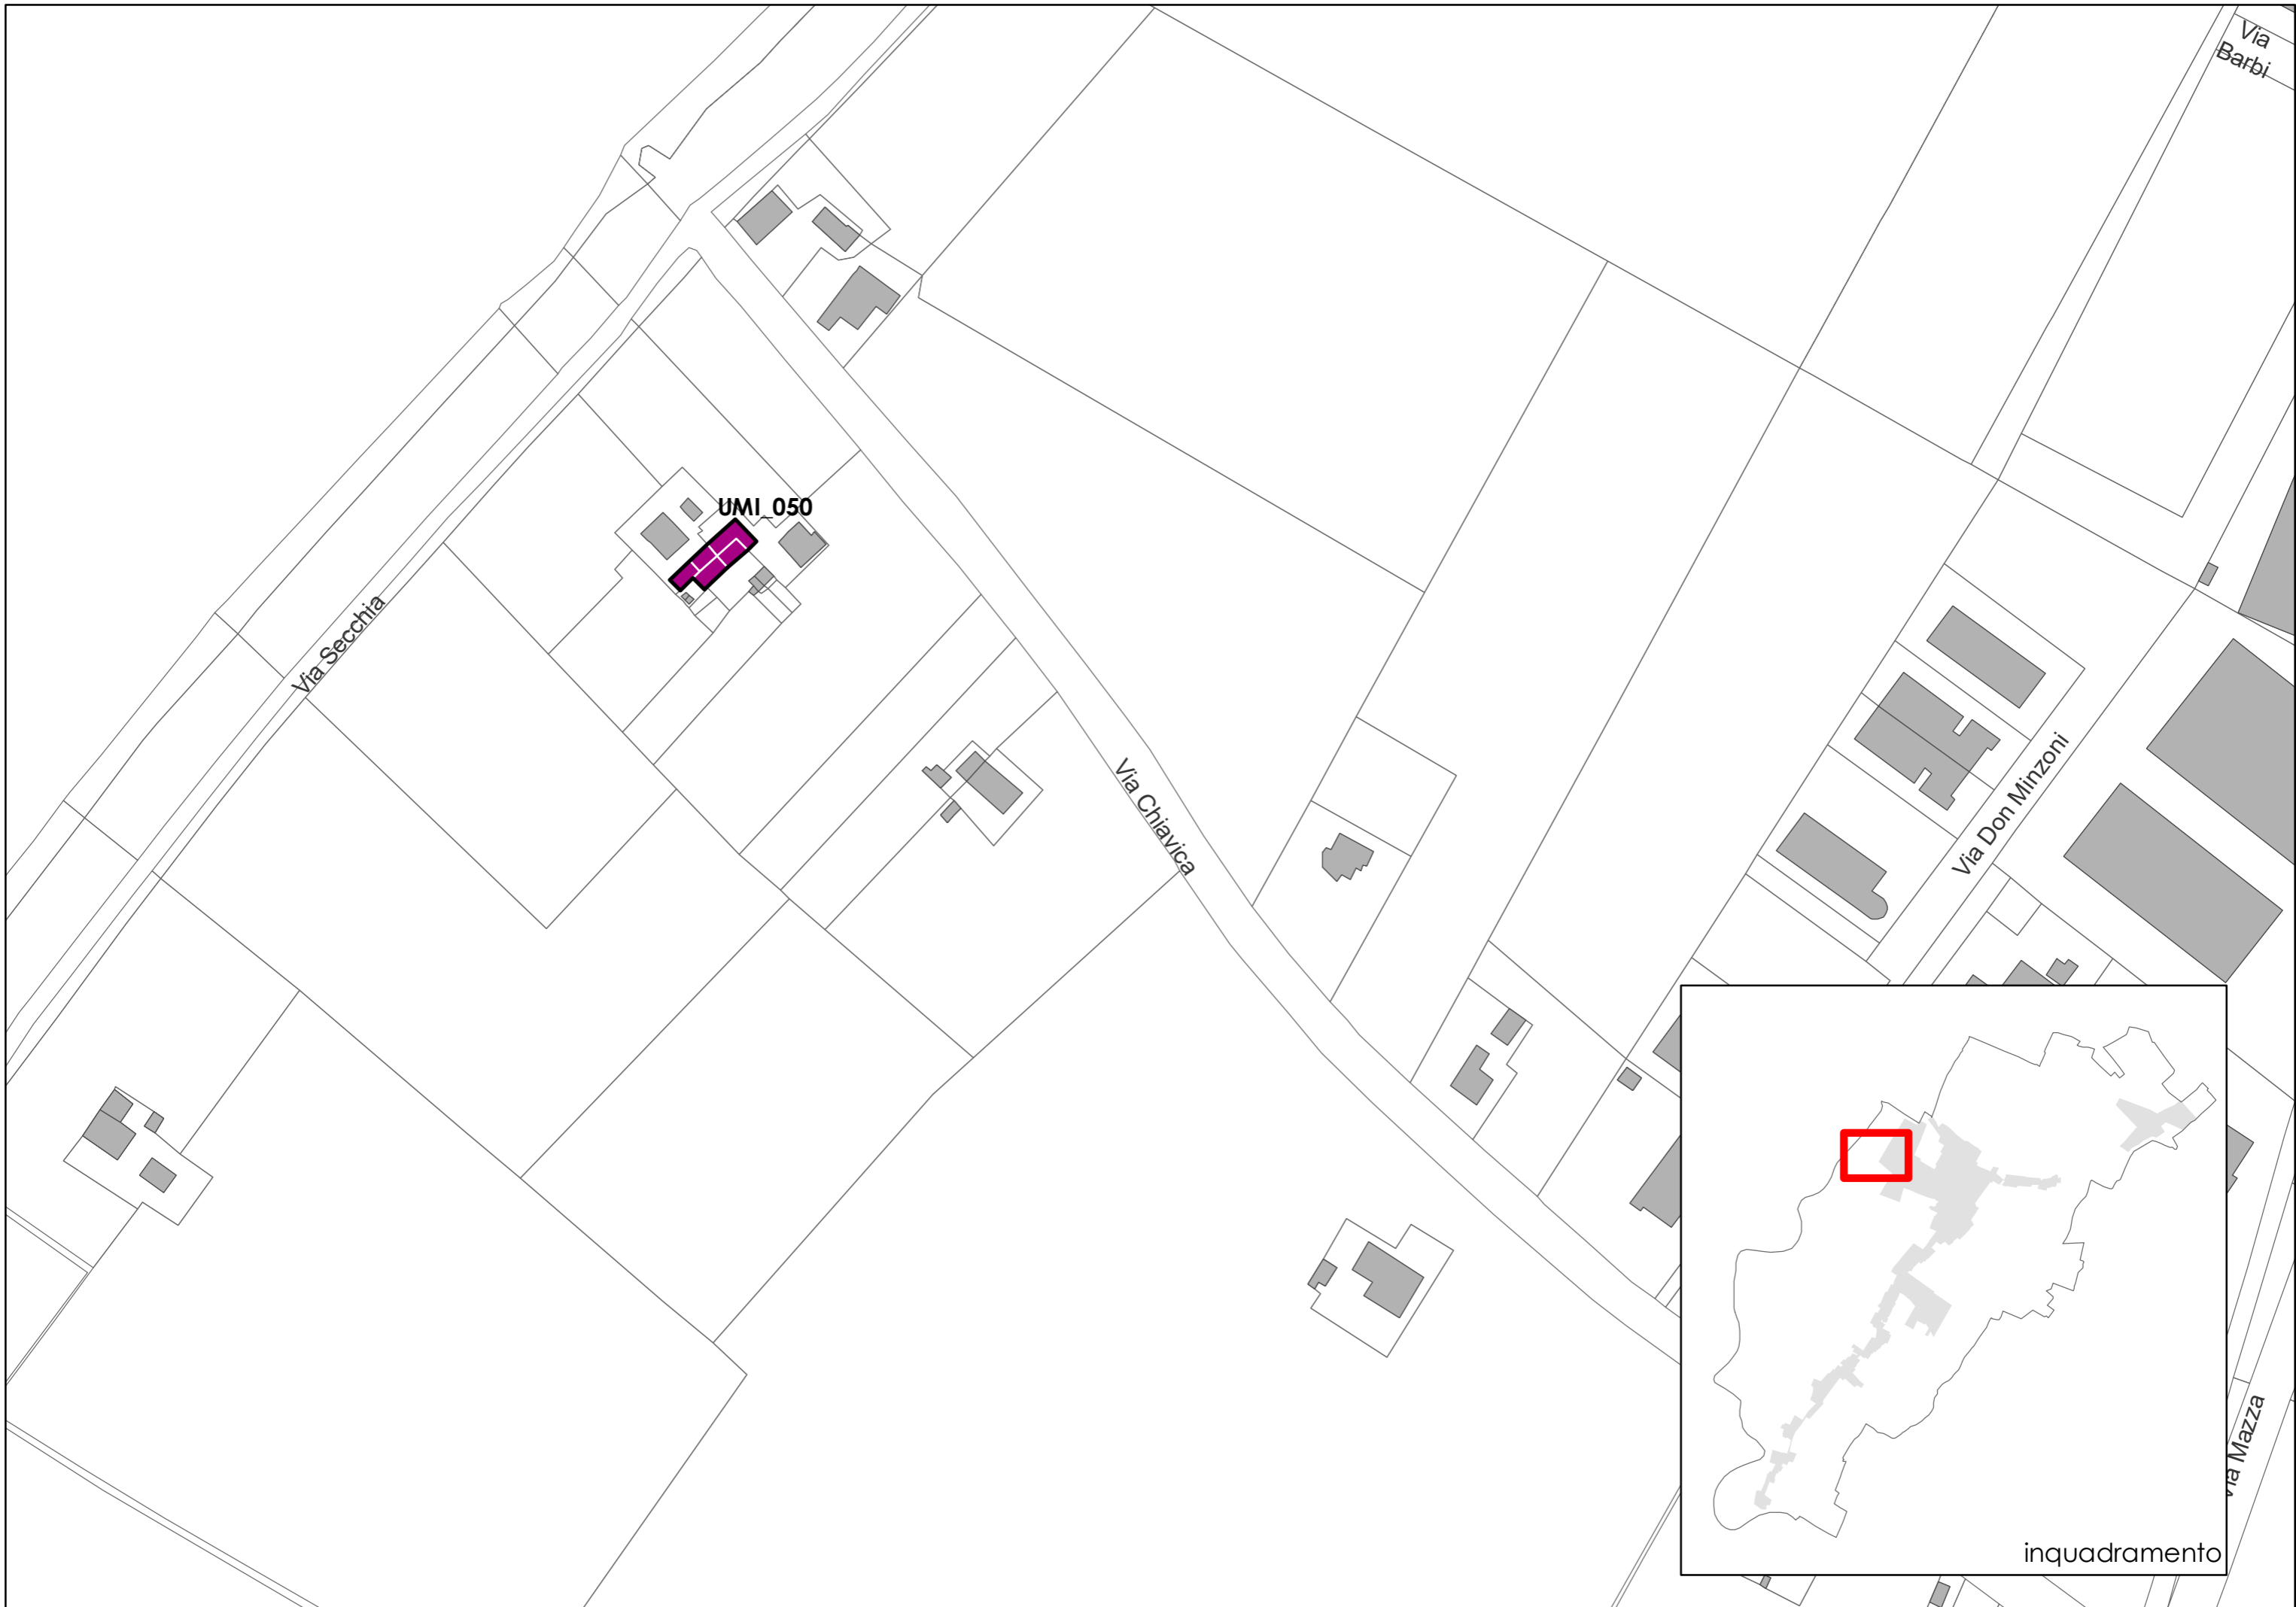 Via
Barbi
UMI_050
Via Secchia
Via Chiavica
Via Don Minzoni
Via Mazza
inquadramento